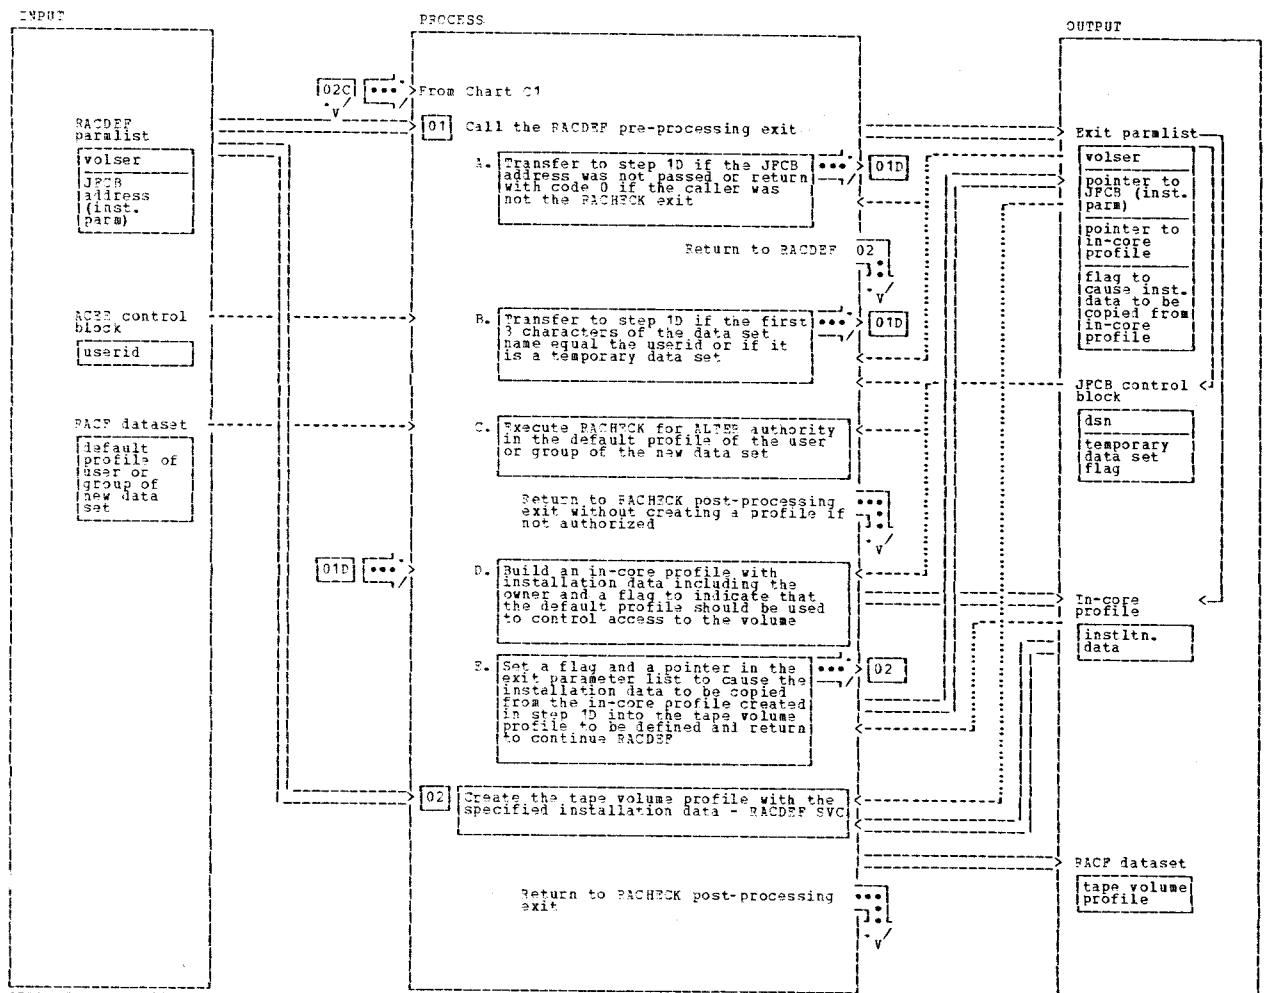 INPUT
PROCESS
OUTPUT
02C
From Chart C1
RACDEF
parmlist
volser
JFCB
address
(inst.
parm)
01
Call the RACDEF pre-processing exit
A.
Transfer to step 1D if the JFCB
address was not passed or return
with code 0 if the caller was
not the RACHECK exit
01D
Return to RACDEF
02
Exit parmlist
volser
pointer to
JFCB (inst.
parm)
pointer to
in-core
profile
flag to
cause inst.
data to be
copied from
in-core
profile
ACEE control
block
userid
B.
Transfer to step 1D if the first
3 characters of the data set
name equal the userid or if it
is a temporary data set
01D
JFCB control
block
dsn
temporary
data set
flag
RACF dataset
default
profile of
user or
group of
new data
set
C.
Execute RACHECK for ALTER authority
in the default profile of the user
or group of the new data set
Return to RACHECK post-processing
exit without creating a profile if
not authorized
01D
D.
Build an in-core profile with
installation data including the
owner and a flag to indicate that
the default profile should be used
to control access to the volume
In-core
profile
instltn.
data
E.
Set a flag and a pointer in the
exit parameter list to cause the
installation data to be copied
from the in-core profile created
in step 1D into the tape volume
profile to be defined and return
to continue RACDEF
02
02
Create the tape volume profile with the
specified installation data - RACDEF SVC
RACF dataset
tape volume
profile
Return to RACHECK post-processing
exit